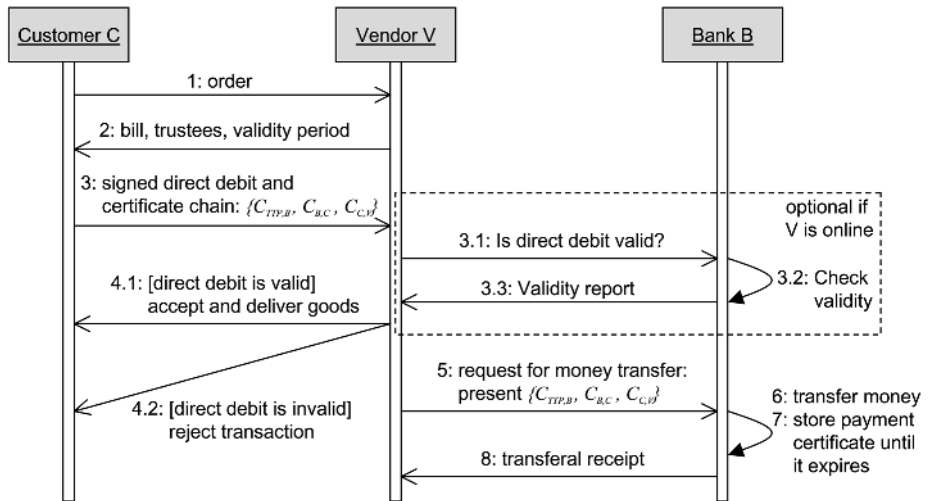 Customer C
Vendor V
Bank B
1: order
2: bill, trustees, validity period
3: signed direct debit and
certificate chain: {C_TTP,B, C_B,C, C_C,V}
optional if
V is online
3.1: Is direct debit valid?
3.2: Check
validity
3.3: Validity report
4.1: [direct debit is valid]
accept and deliver goods
4.2: [direct debit is invalid]
reject transaction
5: request for money transfer:
present {C_TTP,B, C_B,C, C_C,V}
6: transfer money
7: store payment
certificate until
it expires
8: transferal receipt